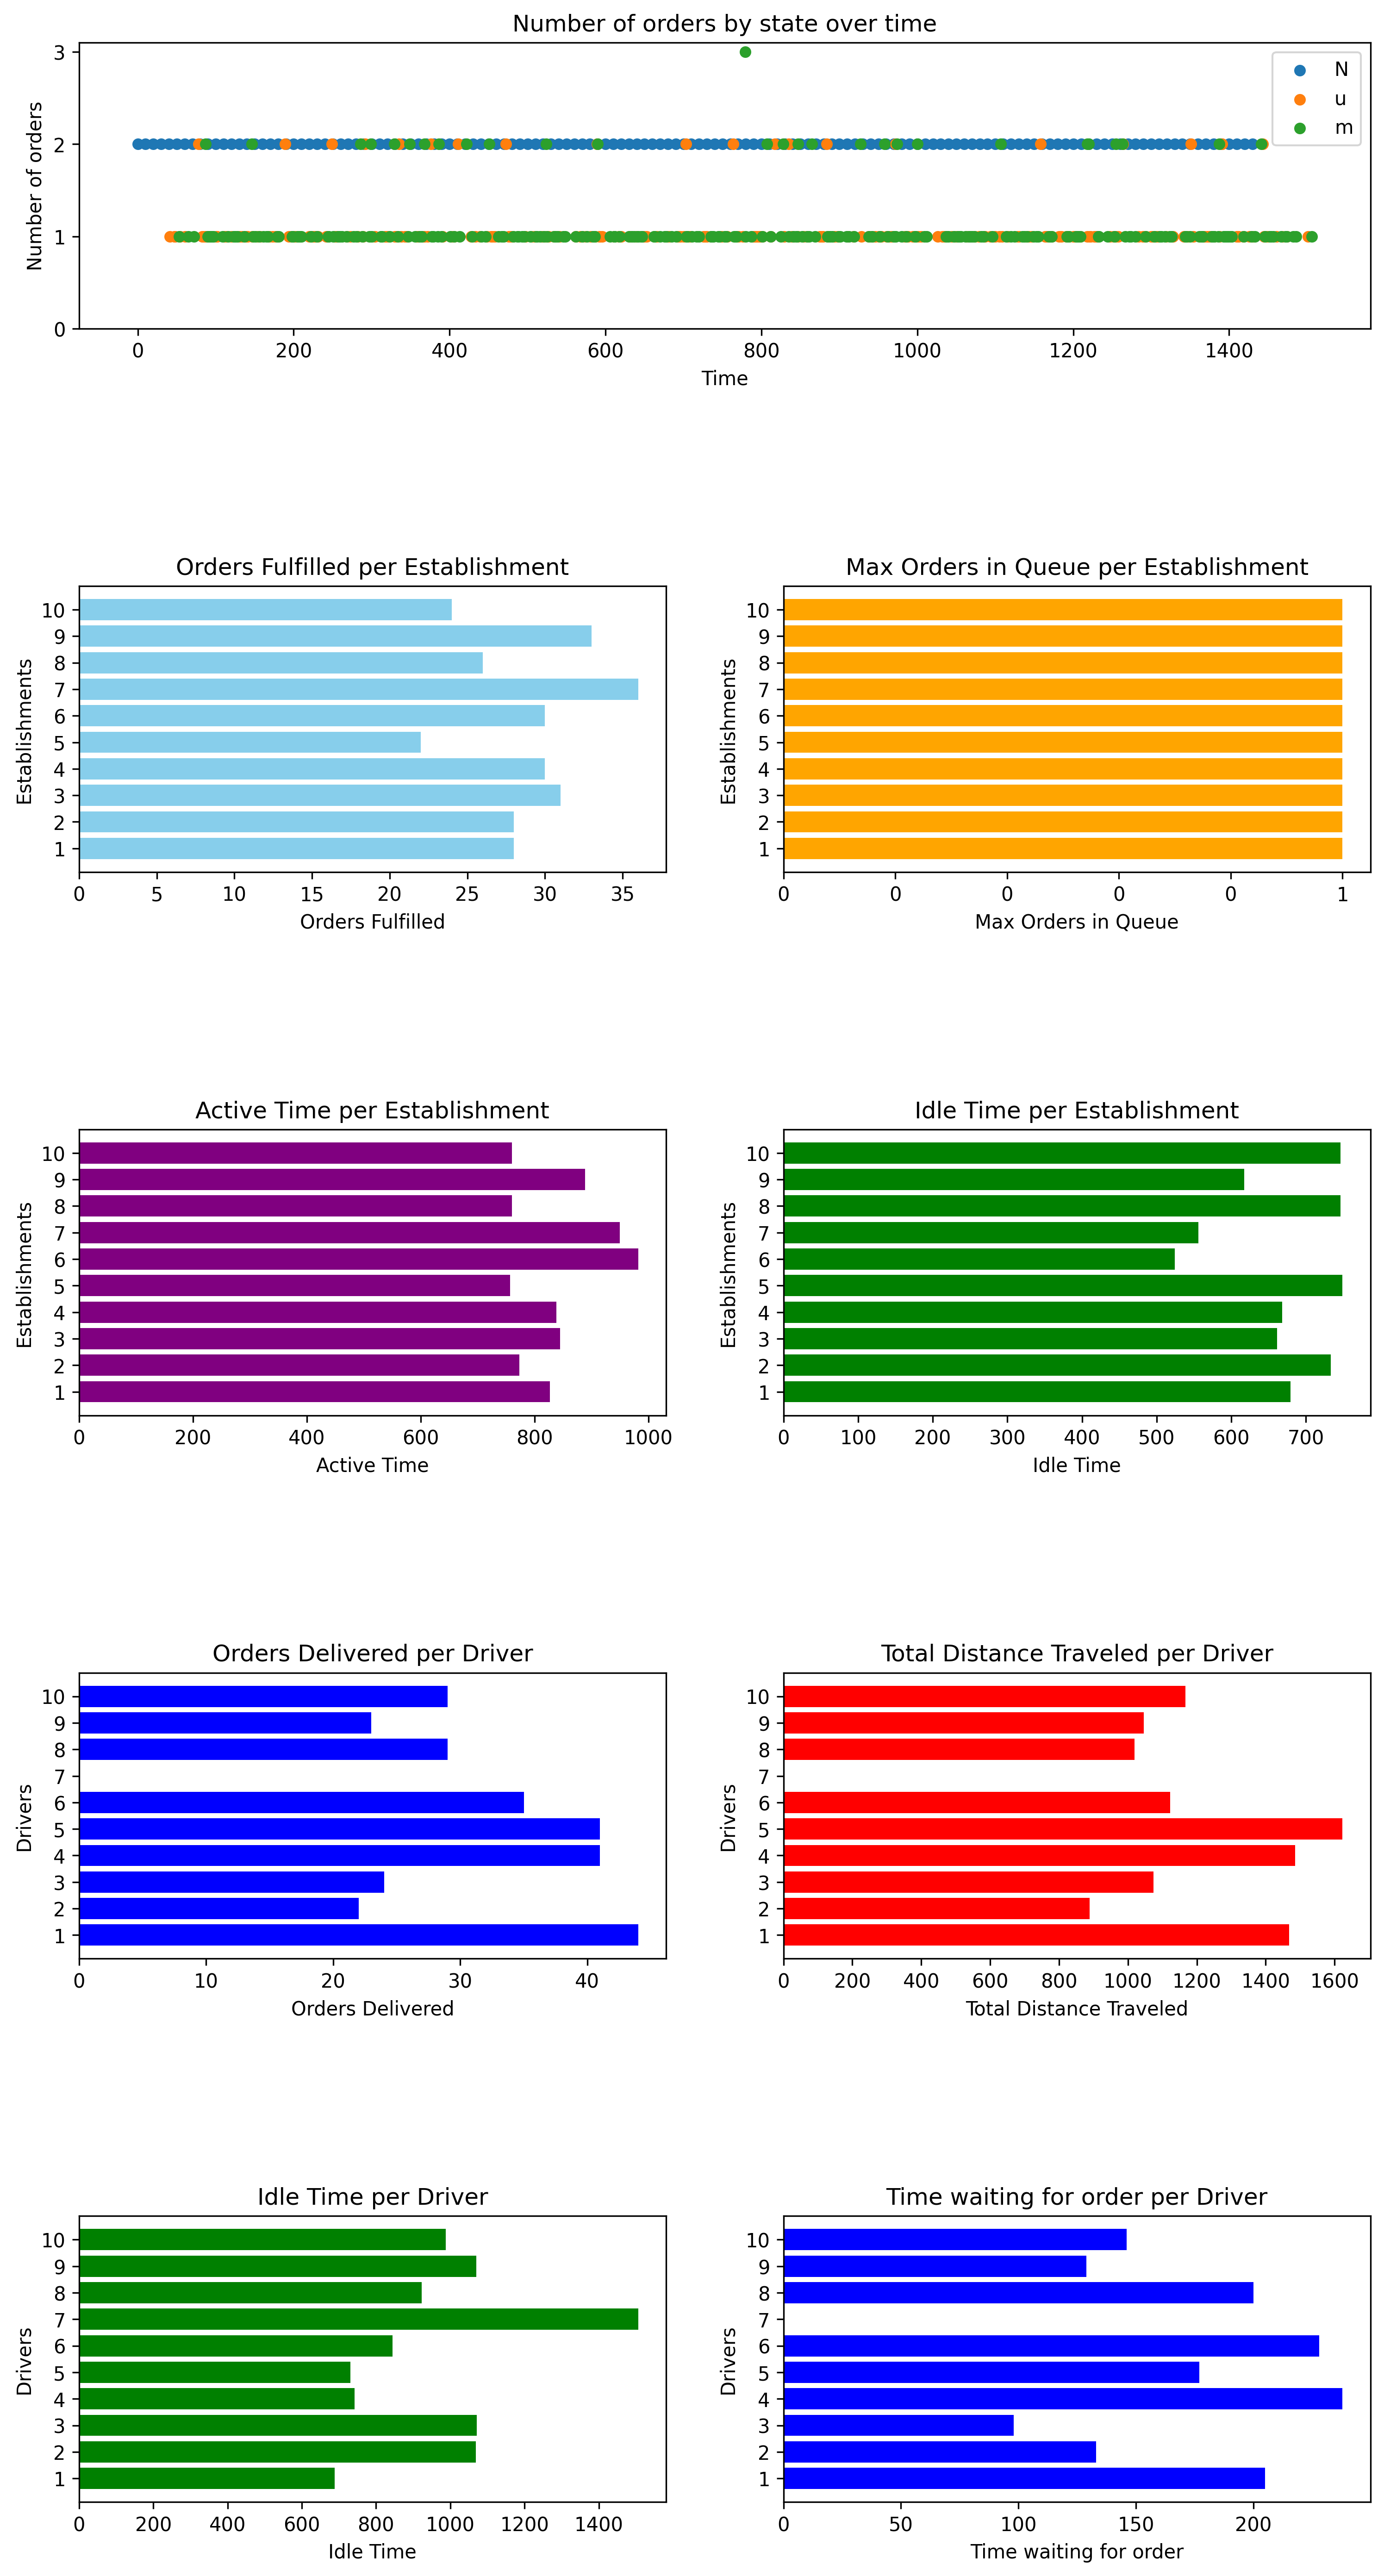 Number of orders by state over time
Number of orders
3
2
1
0
N
u
m
0 200 400 600 800 1000 1200 1400
Time
Orders Fulfilled per Establishment
Establishments
10
9
8
7
6
5
4
3
2
1
0 5 10 15 20 25 30 35
Orders Fulfilled
Max Orders in Queue per Establishment
Establishments
10
9
8
7
6
5
4
3
2
1
0 0 0 0 0 1
Max Orders in Queue
Active Time per Establishment
Establishments
10
9
8
7
6
5
4
3
2
1
0 200 400 600 800 1000
Active Time
Idle Time per Establishment
Establishments
10
9
8
7
6
5
4
3
2
1
0 100 200 300 400 500 600 700
Idle Time
Orders Delivered per Driver
Drivers
10
9
8
7
6
5
4
3
2
1
0 10 20 30 40
Orders Delivered
Total Distance Traveled per Driver
Drivers
10
9
8
7
6
5
4
3
2
1
0 200 400 600 800 1000 1200 1400 1600
Total Distance Traveled
Idle Time per Driver
Drivers
10
9
8
7
6
5
4
3
2
1
0 200 400 600 800 1000 1200 1400
Idle Time
Time waiting for order per Driver
Drivers
10
9
8
7
6
5
4
3
2
1
0 50 100 150 200
Time waiting for order